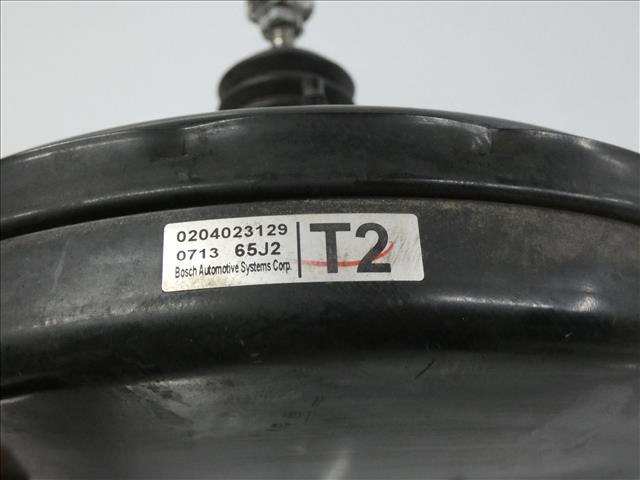 0204023129
0713 65J2
Bosch Automotive Systems Corp.
T2